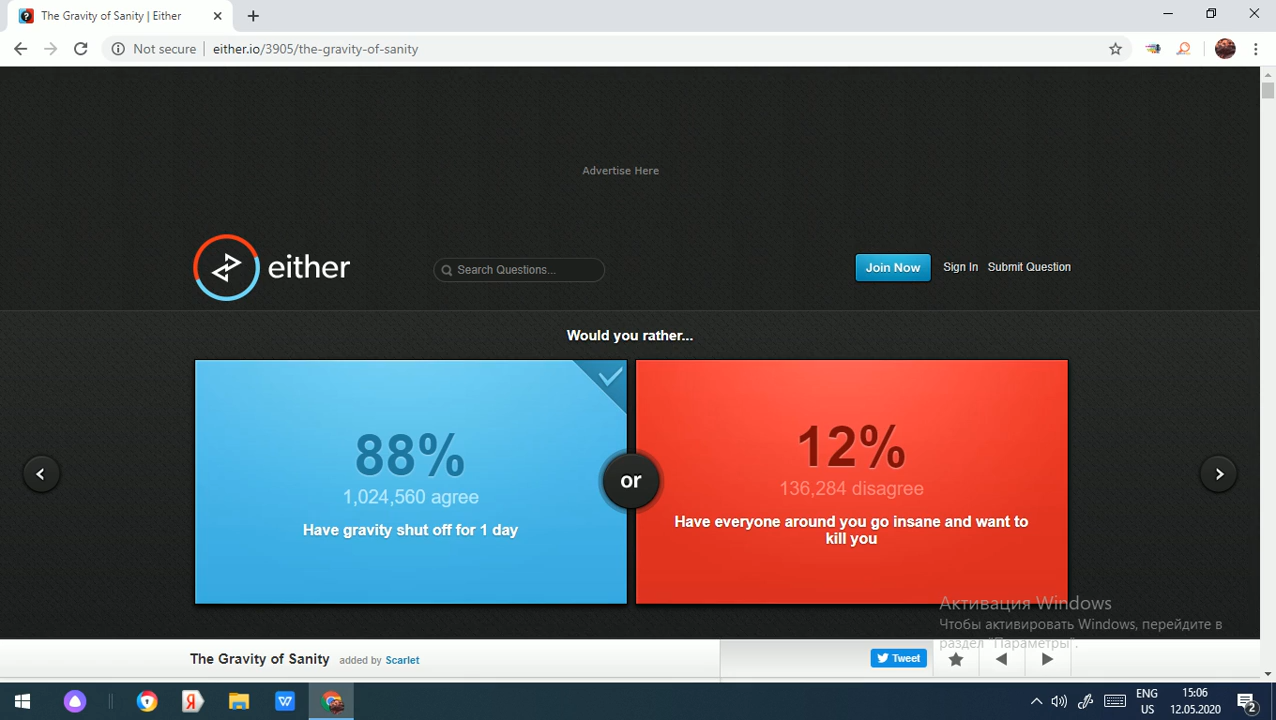 The Gravity of Sanity | Either
Not secure
either.io/3905/the-gravity-of-sanity
Advertise Here
either
Search Questions...
Join Now
Sign In
Submit Question
Would you rather...
88%
1,024,560 agree
Have gravity shut off for 1 day
or
12%
136,284 disagree
Have everyone around you go insane and want to
kill you
Активация Windows
Чтобы активировать Windows, перейдите в
раздел "Параметры".
The Gravity of Sanity
added by Scarlet
Tweet
ENG
US
15:06
12.05.2020
2